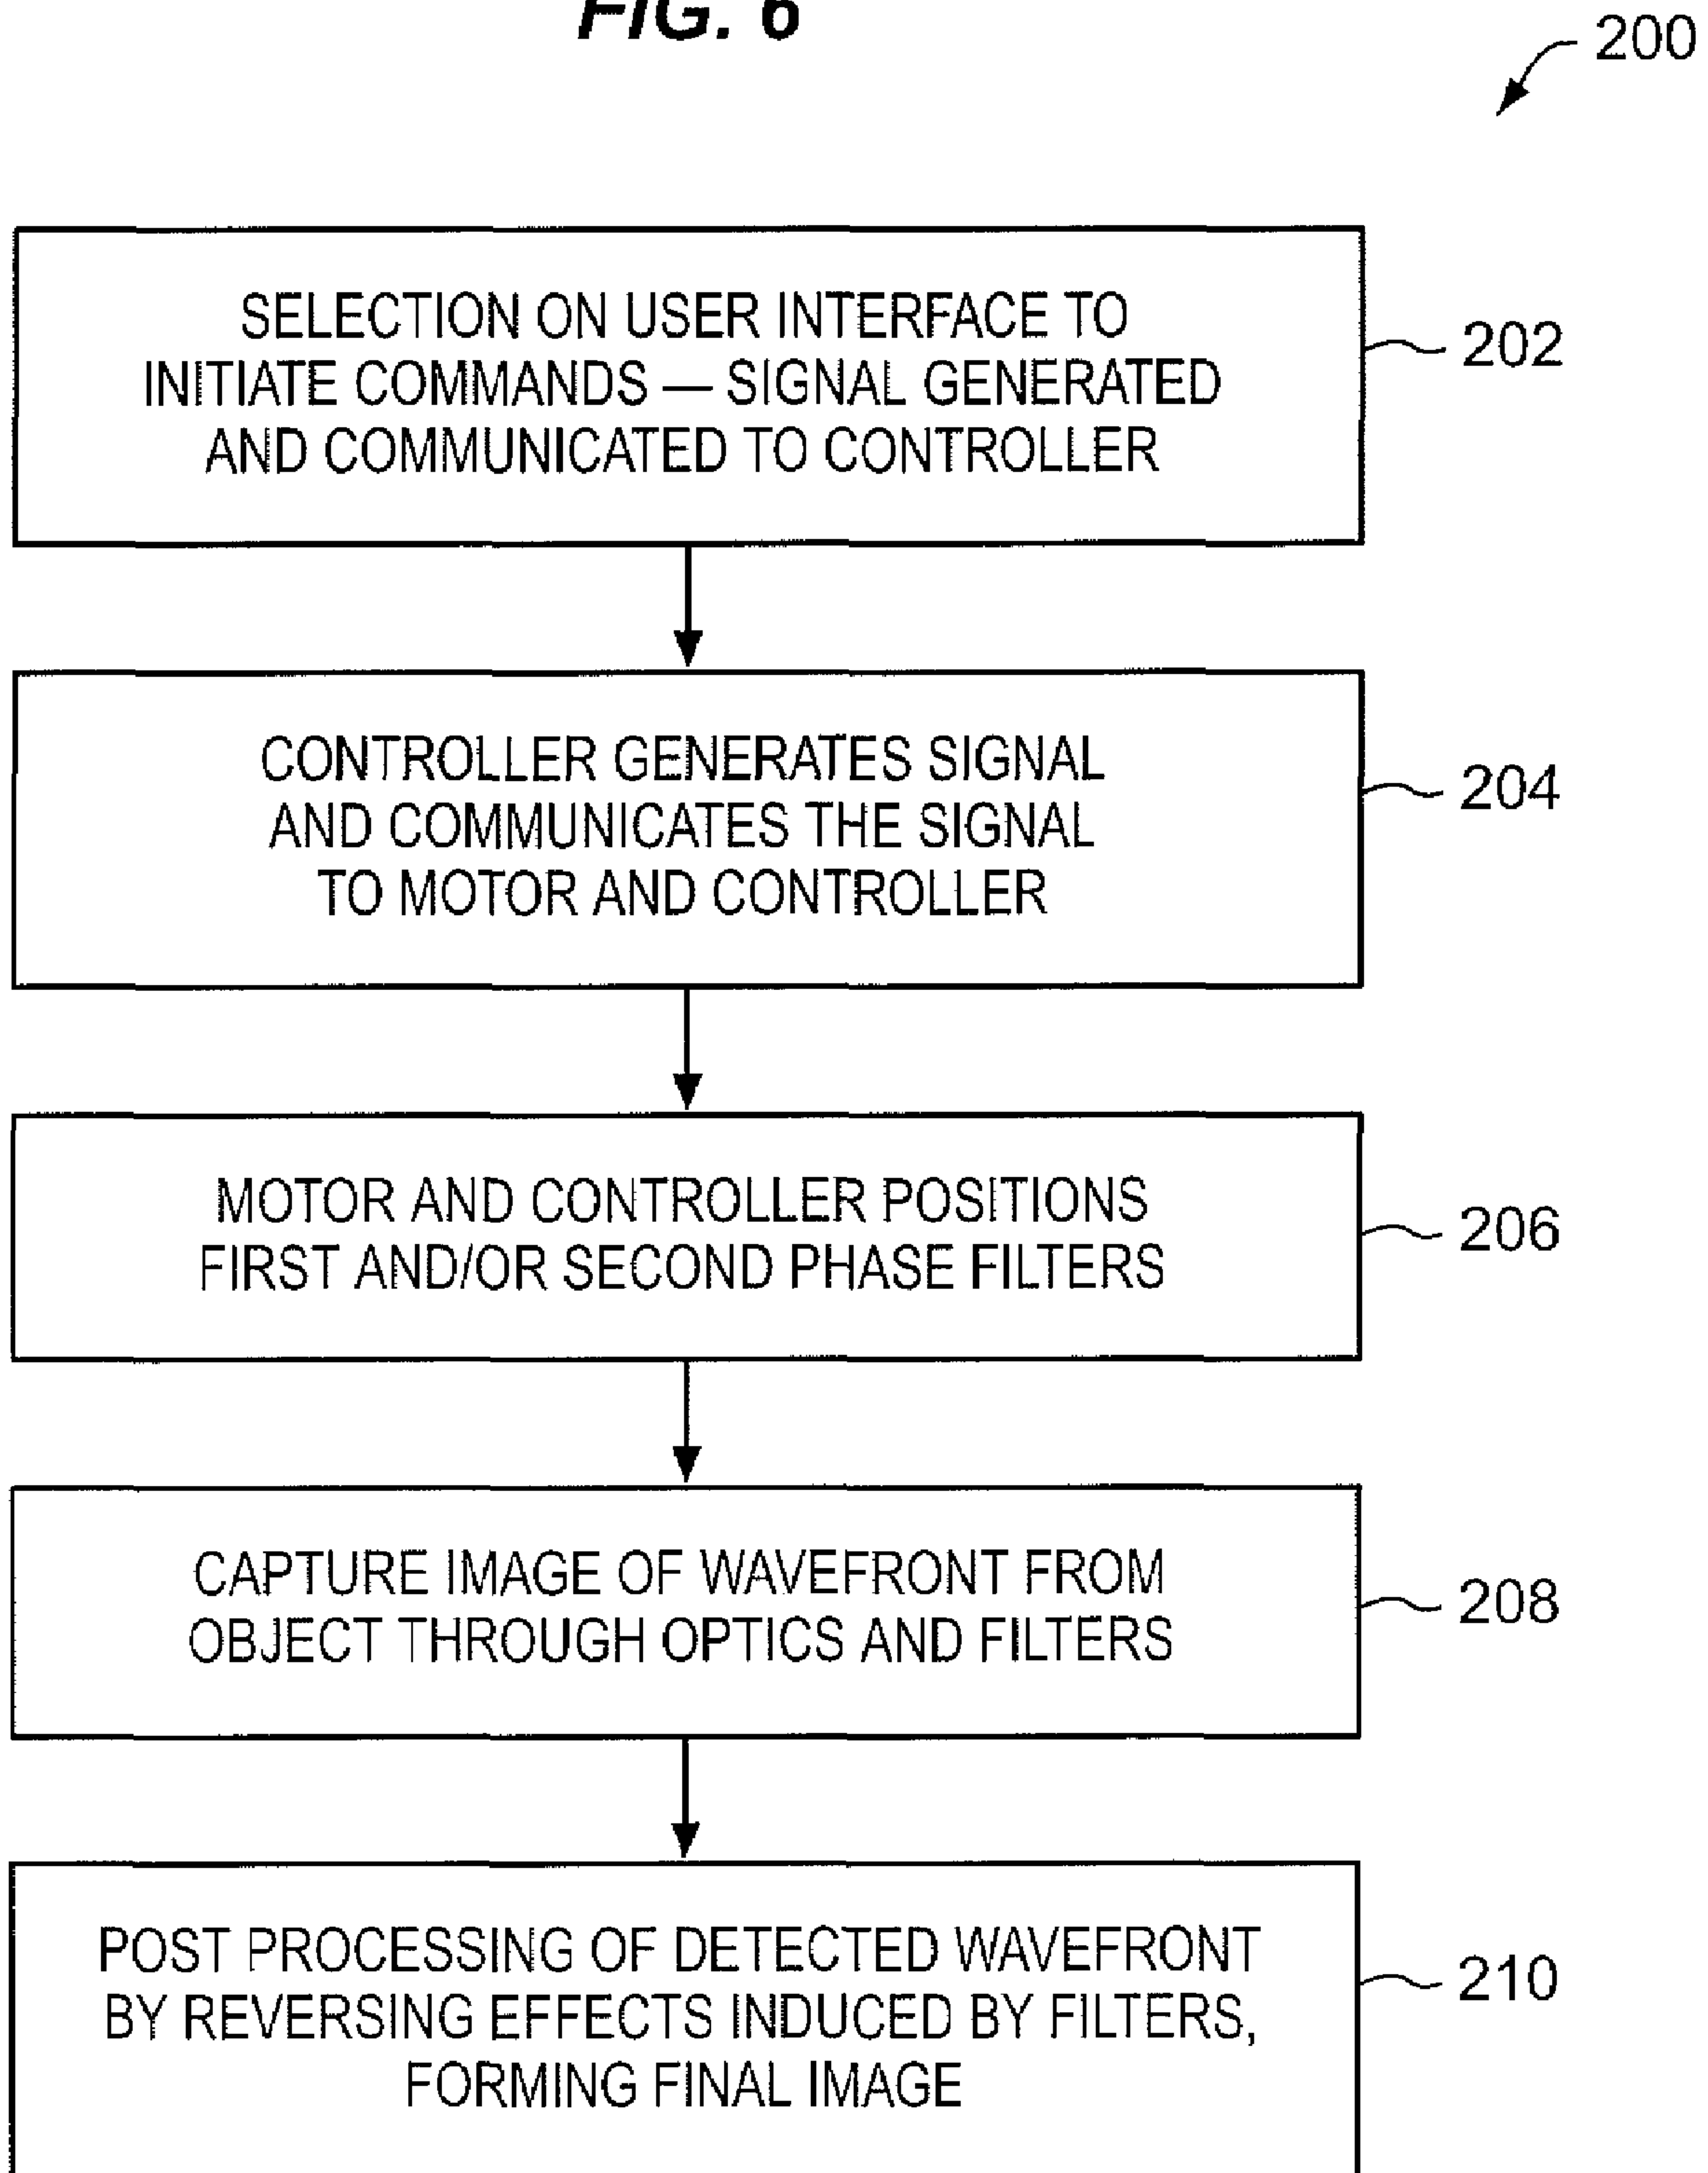 FIG. 6
200
SELECTION ON USER INTERFACE TO
INITIATE COMMANDS — SIGNAL GENERATED
AND COMMUNICATED TO CONTROLLER
202
CONTROLLER GENERATES SIGNAL
AND COMMUNICATES THE SIGNAL
TO MOTOR AND CONTROLLER
204
MOTOR AND CONTROLLER POSITIONS
FIRST AND/OR SECOND PHASE FILTERS
206
CAPTURE IMAGE OF WAVEFRONT FROM
OBJECT THROUGH OPTICS AND FILTERS
208
POST PROCESSING OF DETECTED WAVEFRONT
BY REVERSING EFFECTS INDUCED BY FILTERS,
FORMING FINAL IMAGE
210